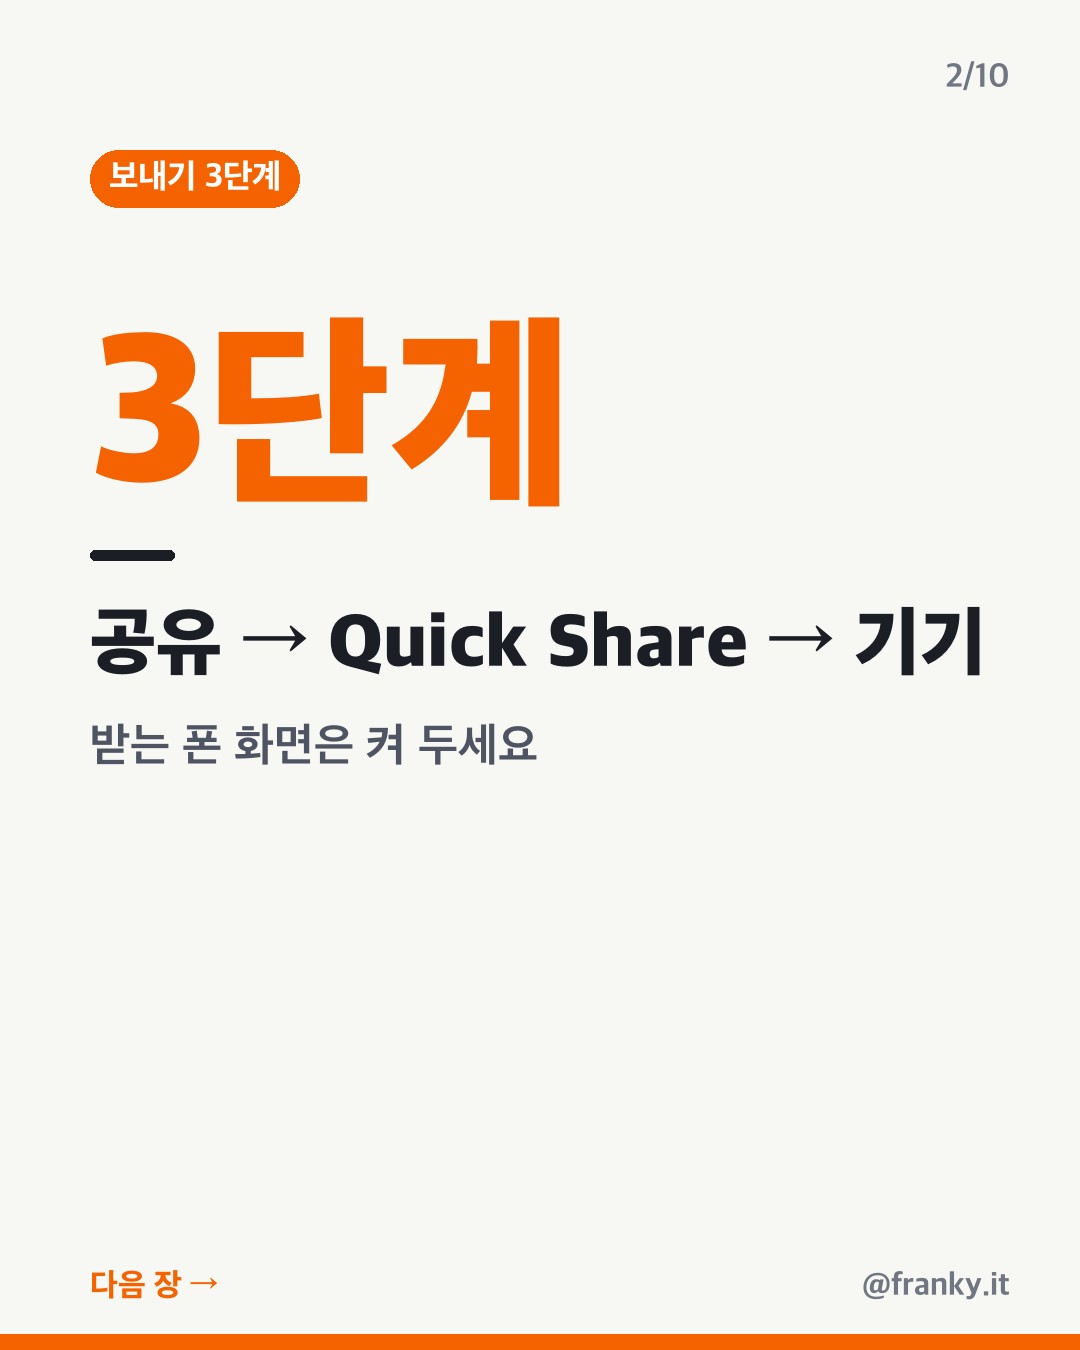 2/10
보내기 3단계
3단계
공유 → Quick Share → 기기
받는 폰 화면은 켜 두세요
다음 장 →
@franky.it